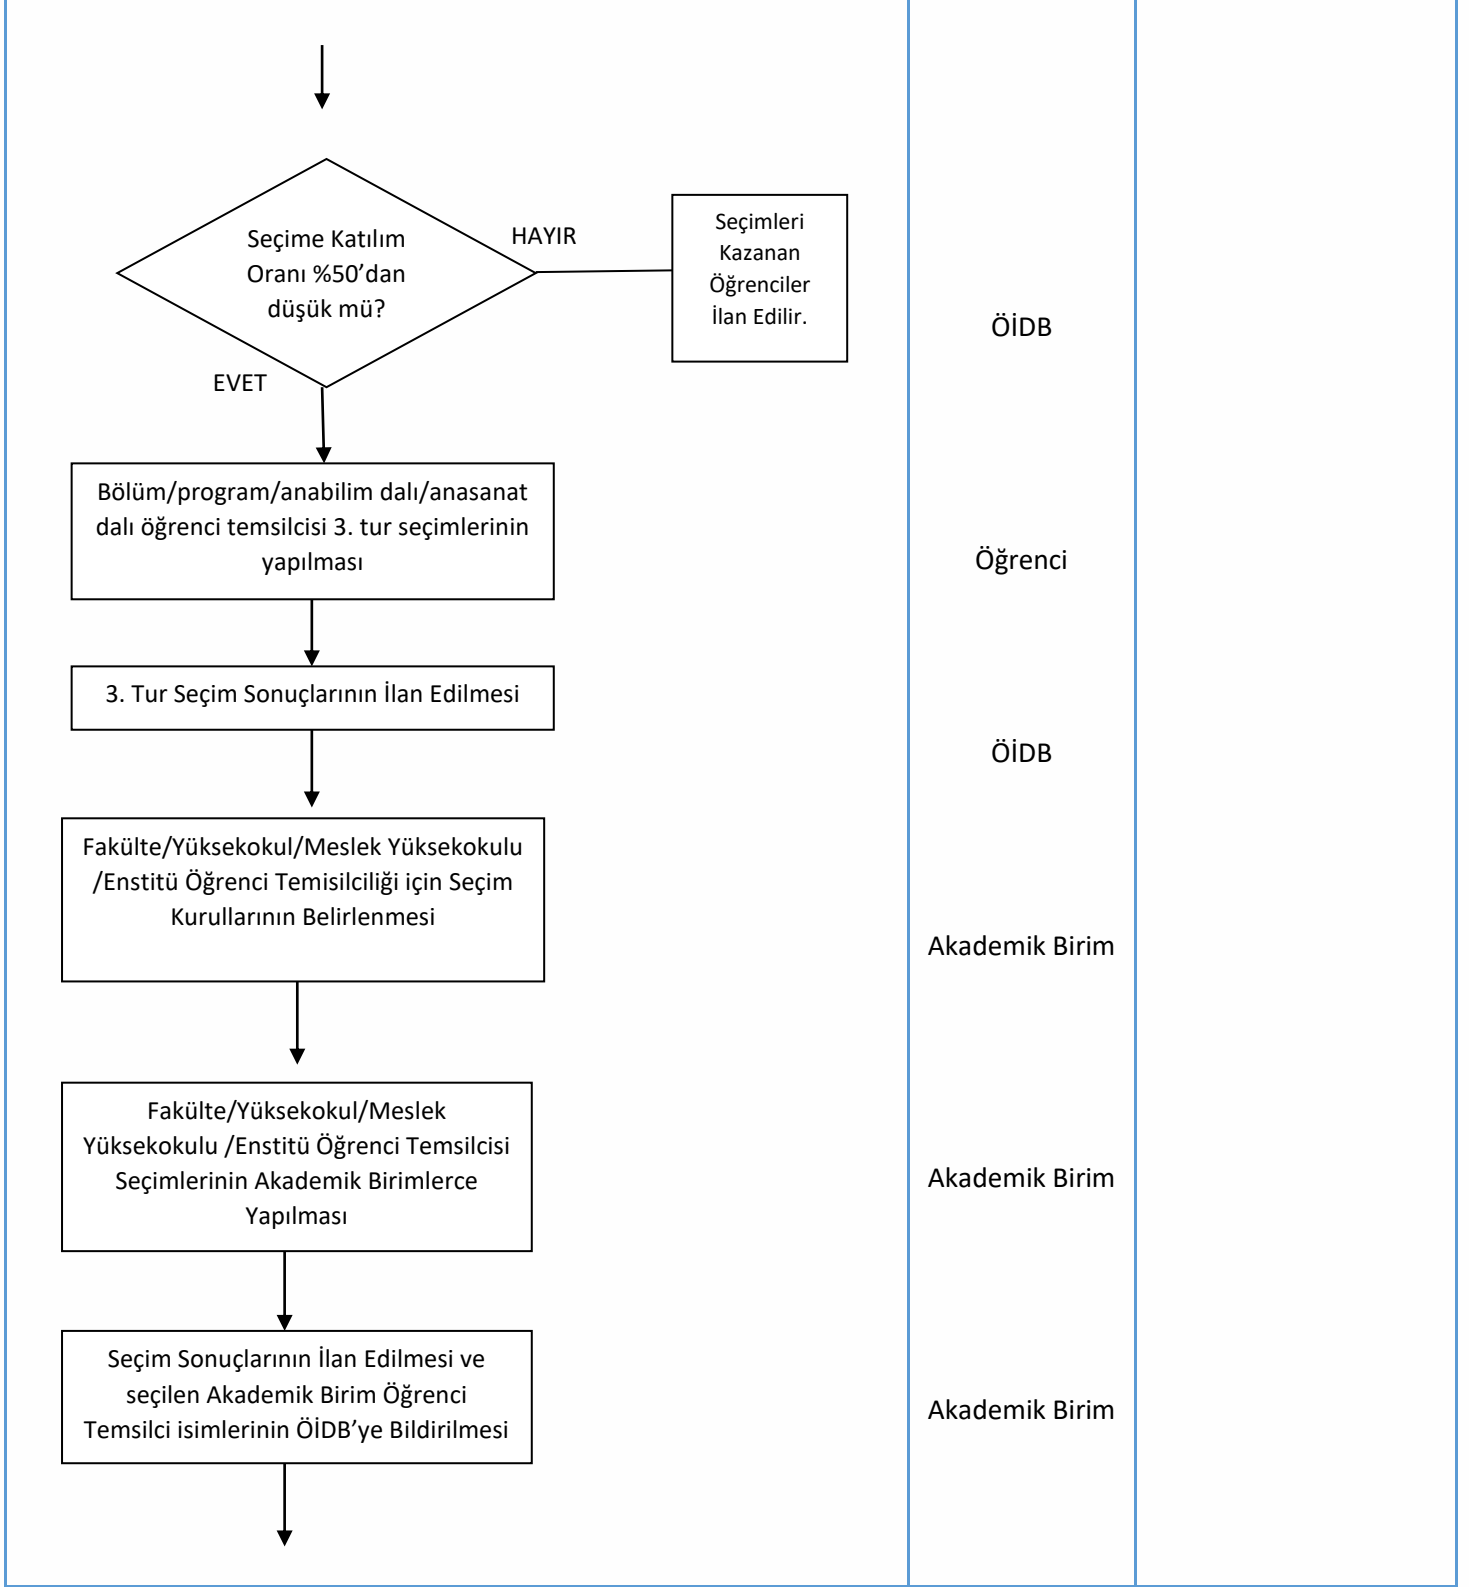 Seçime Katılım
Oranı %50’dan
düşük mü?
HAYIR
Seçimleri
Kazanan
Öğrenciler
İlan Edilir.
ÖİDB
EVET
Bölüm/program/anabilim dalı/anasanat
dalı öğrenci temsilcisi 3. tur seçimlerinin
yapılması
Öğrenci
3. Tur Seçim Sonuçlarının İlan Edilmesi
ÖİDB
Fakülte/Yüksekokul/Meslek Yüksekokulu
/Enstitü Öğrenci Temisilciliği için Seçim
Kurullarının Belirlenmesi
Akademik Birim
Fakülte/Yüksekokul/Meslek
Yüksekokulu /Enstitü Öğrenci Temsilcisi
Seçimlerinin Akademik Birimlerce
Yapılması
Akademik Birim
Seçim Sonuçlarının İlan Edilmesi ve
seçilen Akademik Birim Öğrenci
Temsilci isimlerinin ÖİDB’ye Bildirilmesi
Akademik Birim